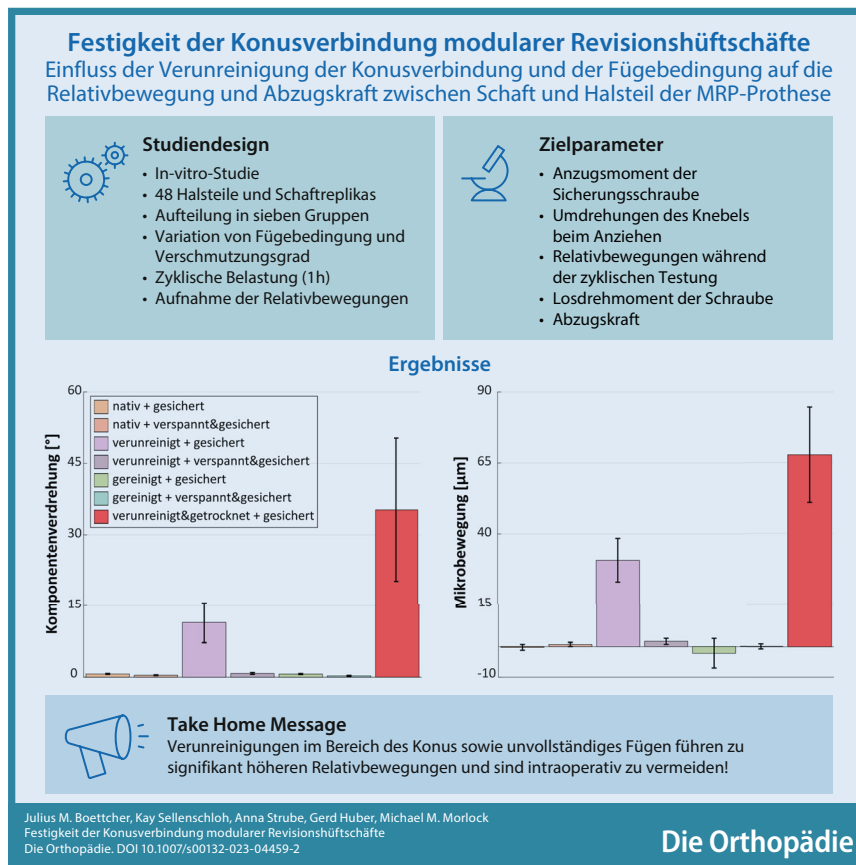 Festigkeit der Konusverbindung modularer Revisionshüftschäfte
Einfluss der Verunreinigung der Konusverbindung und der Fügebedingung auf die
Relativbewegung und Abzugskraft zwischen Schaft und Halsteil der MRP-Prothese
Studiendesign
• In-vitro-Studie
• 48 Halsteile und Schaftreplikas
• Aufteilung in sieben Gruppen
• Variation von Fügebedingung und
Verschmutzungsgrad
• Zyklische Belastung (1h)
• Aufnahme der Relativbewegungen
Zielparameter
• Anzugsmoment der
Sicherungsschraube
• Umdrehungen des Knebels
beim Anziehen
• Relativbewegungen während
der zyklischen Testung
• Losdrehmoment der Schraube
• Abzugskraft
Ergebnisse
Komponentenverdrehung [°]
60
45
30
15
0
nativ + gesichert
nativ + verspannt&gesichert
verunreinigt + gesichert
verunreinigt + verspannt&gesichert
gereinigt + gesichert
gereinigt + verspannt&gesichert
verunreinigt&getrocknet + gesichert
Mikrobewegung [µm]
90
65
40
15
-10
Take Home Message
Verunreinigungen im Bereich des Konus sowie unvollständiges Fügen führen zu
signifikant höheren Relativbewegungen und sind intraoperativ zu vermeiden!
Julius M. Boettcher, Kay Sellenschloh, Anna Strube, Gerd Huber, Michael M. Morlock
Festigkeit der Konusverbindung modularer Revisionshüftschäfte
Die Orthopädie. DOI 10.1007/s00132-023-04459-2
Die Orthopädie